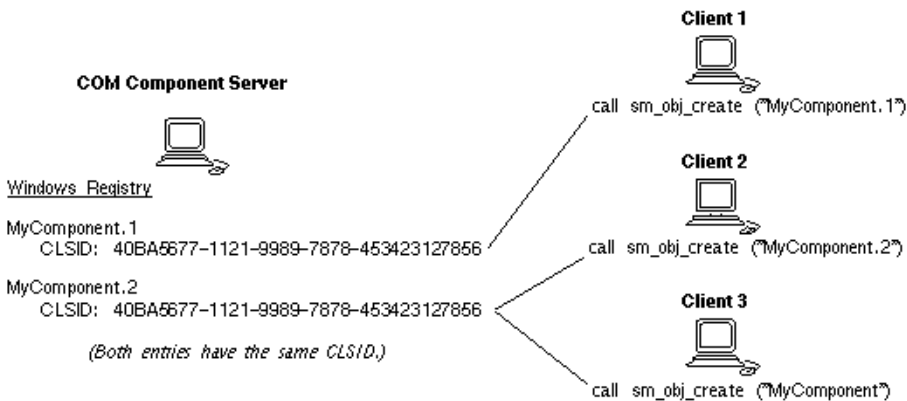 COM Component Server
Windows Registry
MyComponent.1
CLSID: 40BA5677-1121-9989-7878-453423127856
MyComponent.2
CLSID: 40BA5677-1121-9989-7878-453423127856
(Both entries have the same CLSID.)
Client 1
call sm_obj_create ("MyComponent.1")
Client 2
call sm_obj_create ("MyComponent.2")
Client 3
call sm_obj_create ("MyComponent")